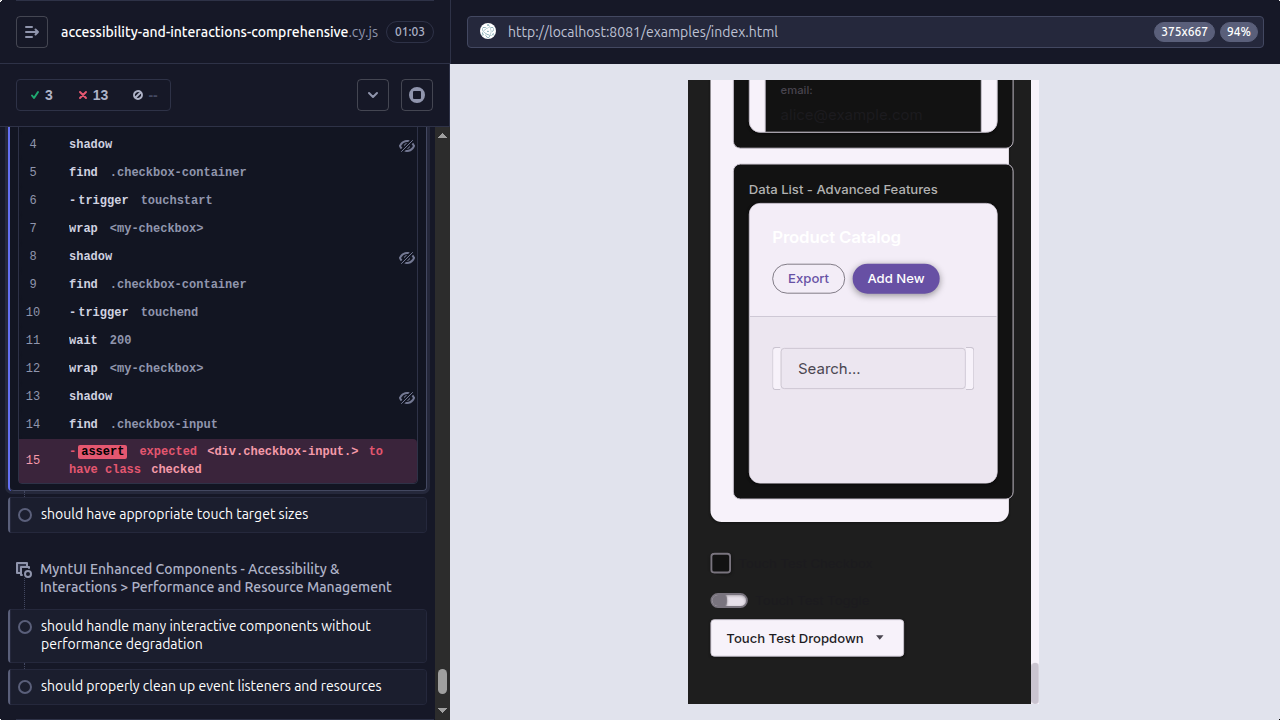 accessibility-and-interactions-comprehensive.cy.js 01:03
http://localhost:8081/examples/index.html 375x667 94%
3 13 --
4 shadow
5 find .checkbox-container
6 -trigger touchstart
7 wrap <my-checkbox>
8 shadow
9 find .checkbox-container
10 -trigger touchend
11 wait 200
12 wrap <my-checkbox>
13 shadow
14 find .checkbox-input
15 -assert expected <div.checkbox-input.> to
have class checked
should have appropriate touch target sizes
MyntUI Enhanced Components - Accessibility &
Interactions > Performance and Resource Management
should handle many interactive components without
performance degradation
should properly clean up event listeners and resources
email:
alice@example.com
Data List - Advanced Features
Product Catalog
Export Add New
Search...
Touch Test Dropdown